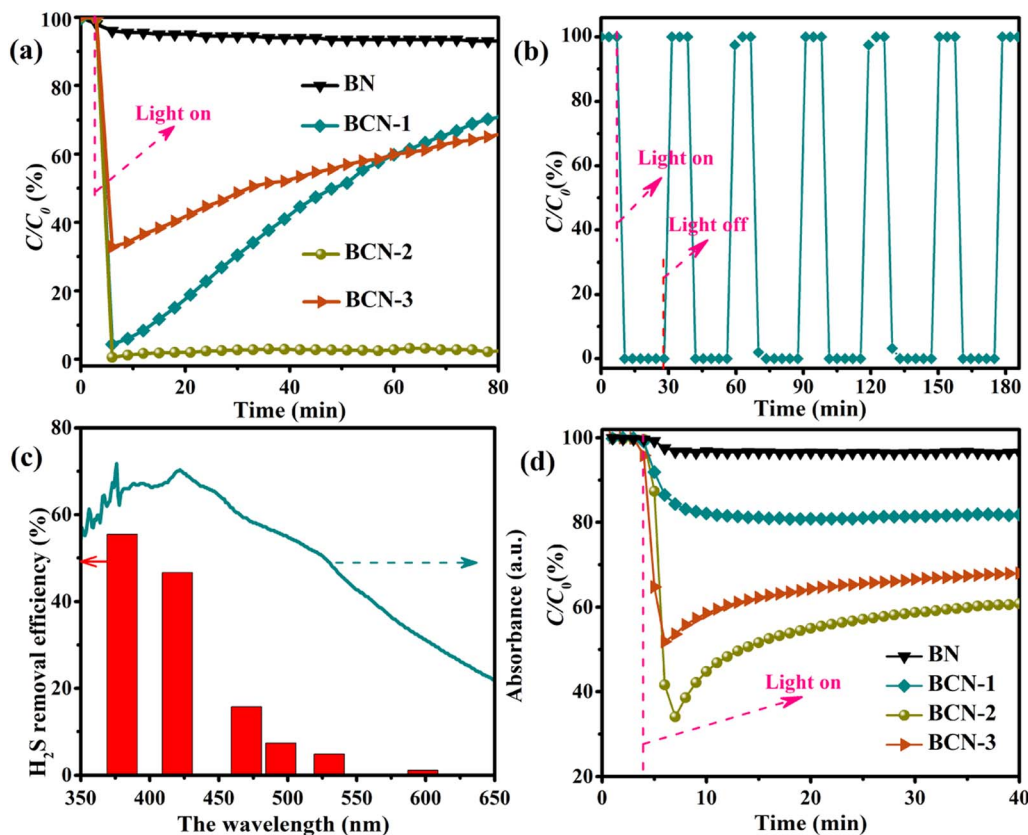 (a)
100
80
60
40
20
0
C/C0 (%)
Light on
BN
BCN-1
BCN-2
BCN-3
0 20 40 60 80
Time (min)
(b)
100
80
60
40
20
0
C/C0(%)
Light on
Light off
0 30 60 90 120 150 180
Time (min)
(c)
80
60
40
20
0
H2S removal efficiency (%)
Absorbance (a.u.)
350 400 450 500 550 600 650
The wavelength (nm)
(d)
100
80
60
40
20
C/C0(%)
Light on
BN
BCN-1
BCN-2
BCN-3
0 10 20 30 40
Time (min)